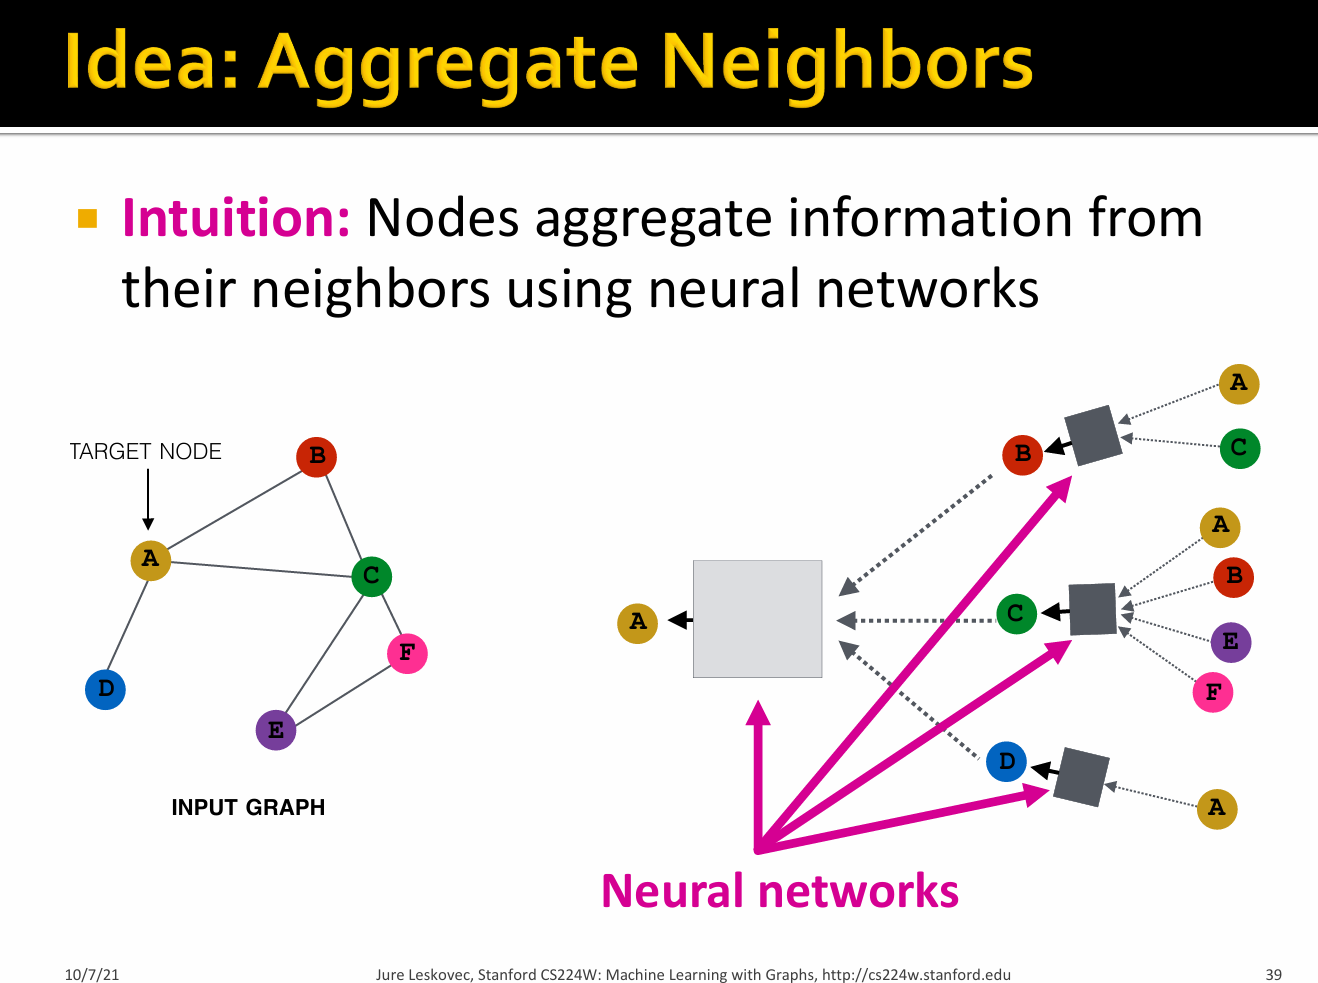 Idea: Aggregate Neighbors
Intuition: Nodes aggregate information from
their neighbors using neural networks
TARGET NODE
B
A
C
F
D
E
INPUT GRAPH
A
B
C
D
A
C
A
B
E
F
A
Neural networks
10/7/21
Jure Leskovec, Stanford CS224W: Machine Learning with Graphs, http://cs224w.stanford.edu
39